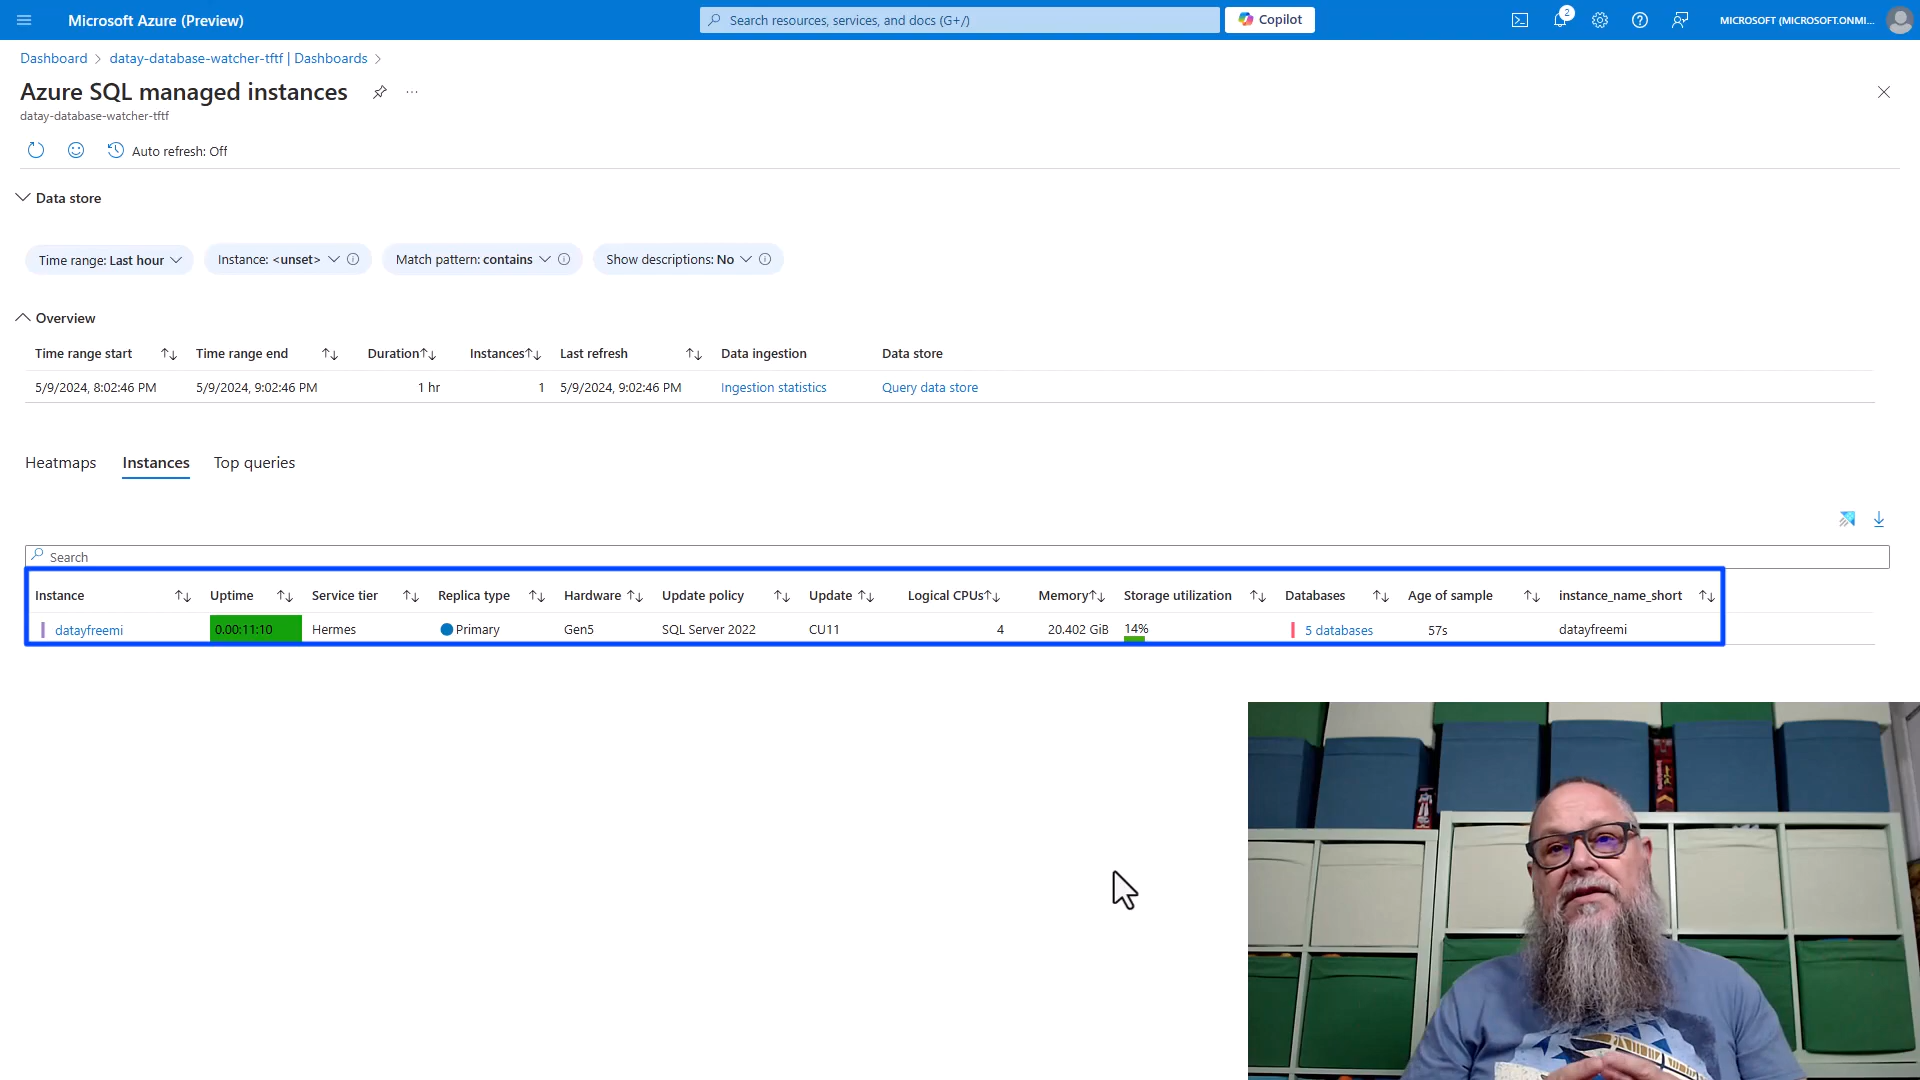 Microsoft Azure (Preview)
Search resources, services, and docs (G+/)
Copilot
2
MICROSOFT (MICROSOFT.ONMI...
Dashboard > datay-database-watcher-tftf | Dashboards >
Azure SQL managed instances ...
datay-database-watcher-tftf
Auto refresh: Off
Data store
Time range: Last hour
Instance: <unset>
Match pattern: contains
Show descriptions: No
Overview
Time range start Time range end Duration Instances Last refresh Data ingestion Data store
5/9/2024, 8:02:46 PM 5/9/2024, 9:02:46 PM 1 hr 1 5/9/2024, 9:02:46 PM Ingestion statistics Query data store
Heatmaps Instances Top queries
Search
Instance Uptime Service tier Replica type Hardware Update policy Update Logical CPUs Memory Storage utilization Databases Age of sample instance_name_short
datayfreemi 0.00:11:10 Hermes Primary Gen5 SQL Server 2022 CU11 4 20.402 GiB 14% 5 databases 57s datayfreemi